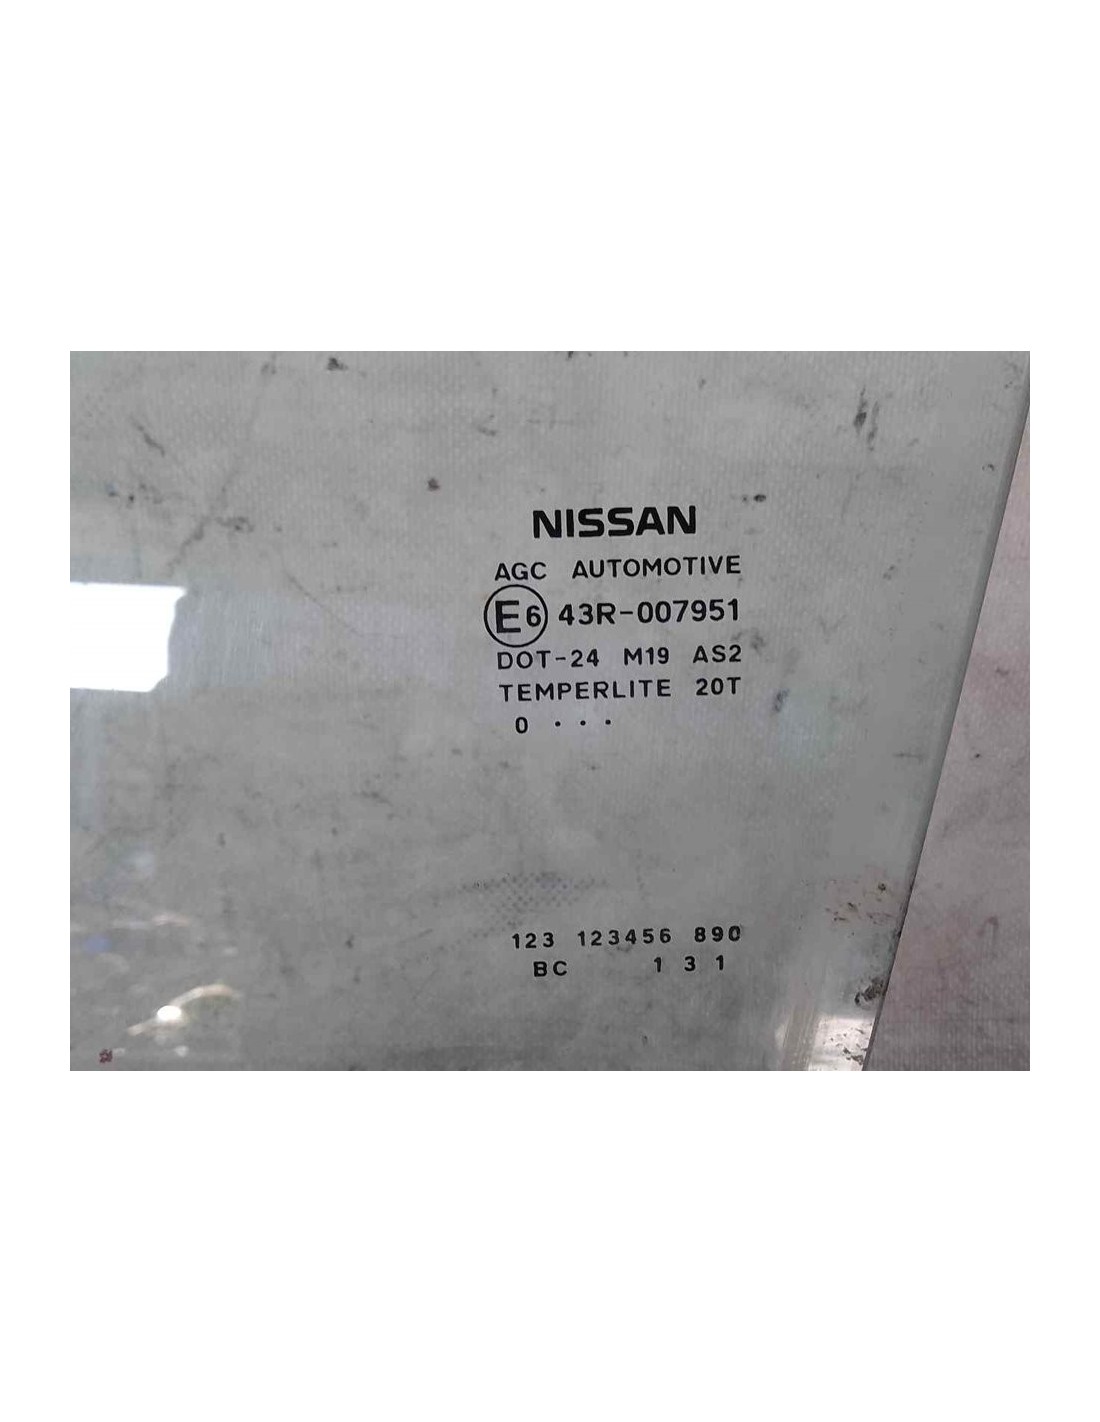 NISSAN
AGC AUTOMOTIVE
E6 43R-007951
DOT-24 M19 AS2
TEMPERLITE 20T
0 · · ·
123 123456 890
BC 1 3 1